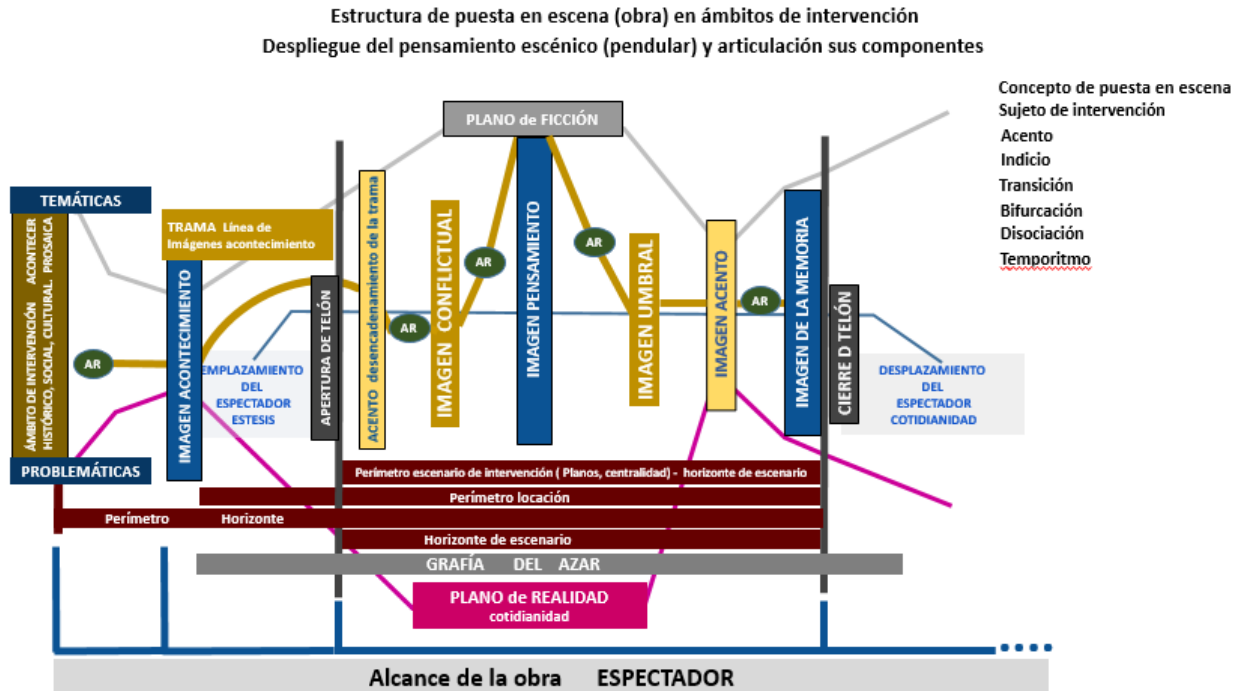 Estructura de puesta en escena (obra) en ámbitos de intervención
Despliegue del pensamiento escénico (pendular) y articulación sus componentes
Concepto de puesta en escena
Sujeto de intervención
Acento
Indicio
Transición
Bifurcación
Disociación
Temporitmo
PLANO de FICCIÓN
TEMÁTICAS
ÁMBITO DE INTERVENCIÓN ACONTECER
HISTÓRICO, SOCIAL, CULTURAL. PROSAICA
PROBLEMÁTICAS
AR
TRAMA Línea de
Imágenes acontecimiento
IMAGEN ACONTECIMIENTO
EMPLAZAMIENTO
DEL
ESPECTADOR
ESTESIS
APERTURA DE TELÓN
ACENTO desencadenamiento de la trama
AR
IMAGEN CONFLICTUAL
AR
IMAGEN PENSAMIENTO
AR
IMAGEN UMBRAL
IMAGEN ACENTO
AR
IMAGEN DE LA MEMORIA
CIERRE D TELÓN
DESPLAZAMIENTO
DEL
ESPECTADOR
COTIDIANIDAD
Perímetro escenario de intervención ( Planos, centralidad) - horizonte de escenario
Perímetro locación
Perímetro Horizonte
Horizonte de escenario
GRAFÍA DEL AZAR
PLANO de REALIDAD
cotidianidad
Alcance de la obra ESPECTADOR